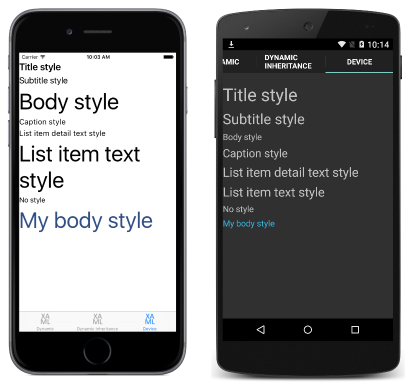 Carrier
10:03 AM
Title style
Subtitle style
Body style
Caption style
List item detail text style
List item text
style
No style
My body style
XA
ML
XA
ML
XA
ML
Dynamic
Dynamic Inheritance
Device
10:14
AMIC
DYNAMIC
INHERITANCE
DEVICE
Title style
Subtitle style
Body style
Caption style
List item detail text style
List item text style
No style
My body style